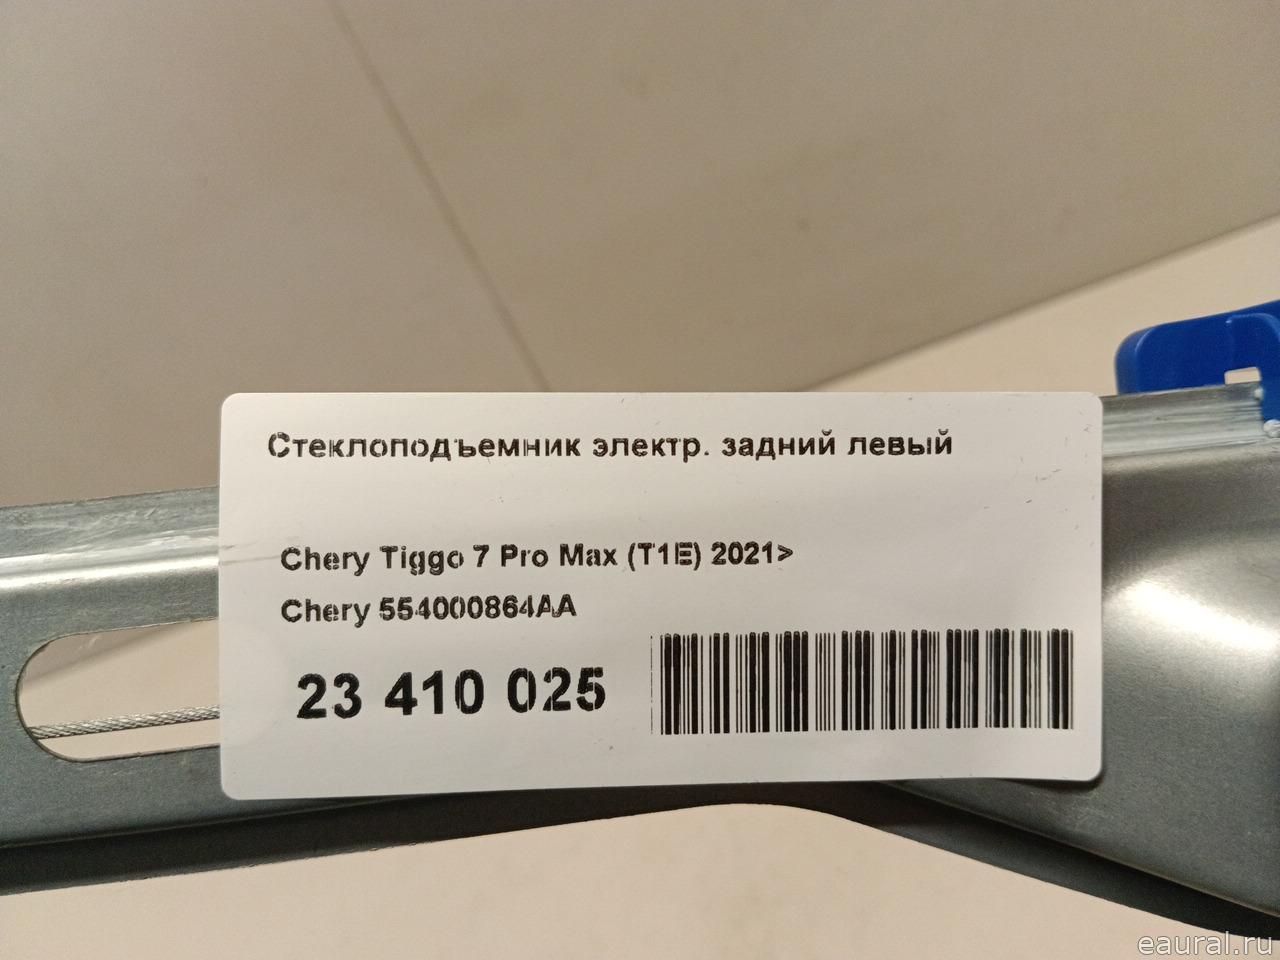 Стеклоподъемник электр. задний левый
Chery Tiggo 7 Pro Max (T1E) 2021>
Chery 554000864AA
23 410 025
eaural.ru